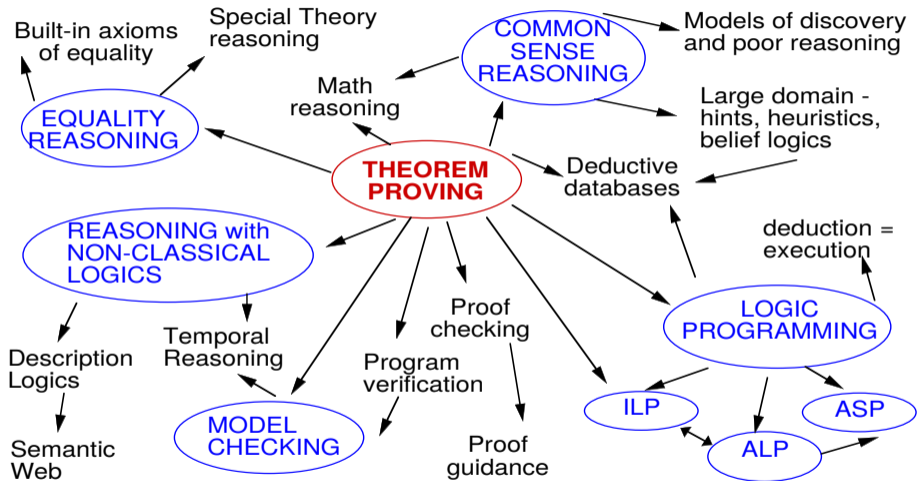 Built-in axioms
of equality
Special Theory
reasoning
COMMON
SENSE
REASONING
Models of discovery
and poor reasoning
Math
reasoning
Large domain -
hints, heuristics,
belief logics
EQUALITY
REASONING
THEOREM
PROVING
Deductive
databases
REASONING with
NON-CLASSICAL
LOGICS
deduction =
execution
LOGIC
PROGRAMMING
Proof
checking
Temporal
Reasoning
Description
Logics
Program
verification
MODEL
CHECKING
ILP
ASP
ALP
Semantic
Web
Proof
guidance